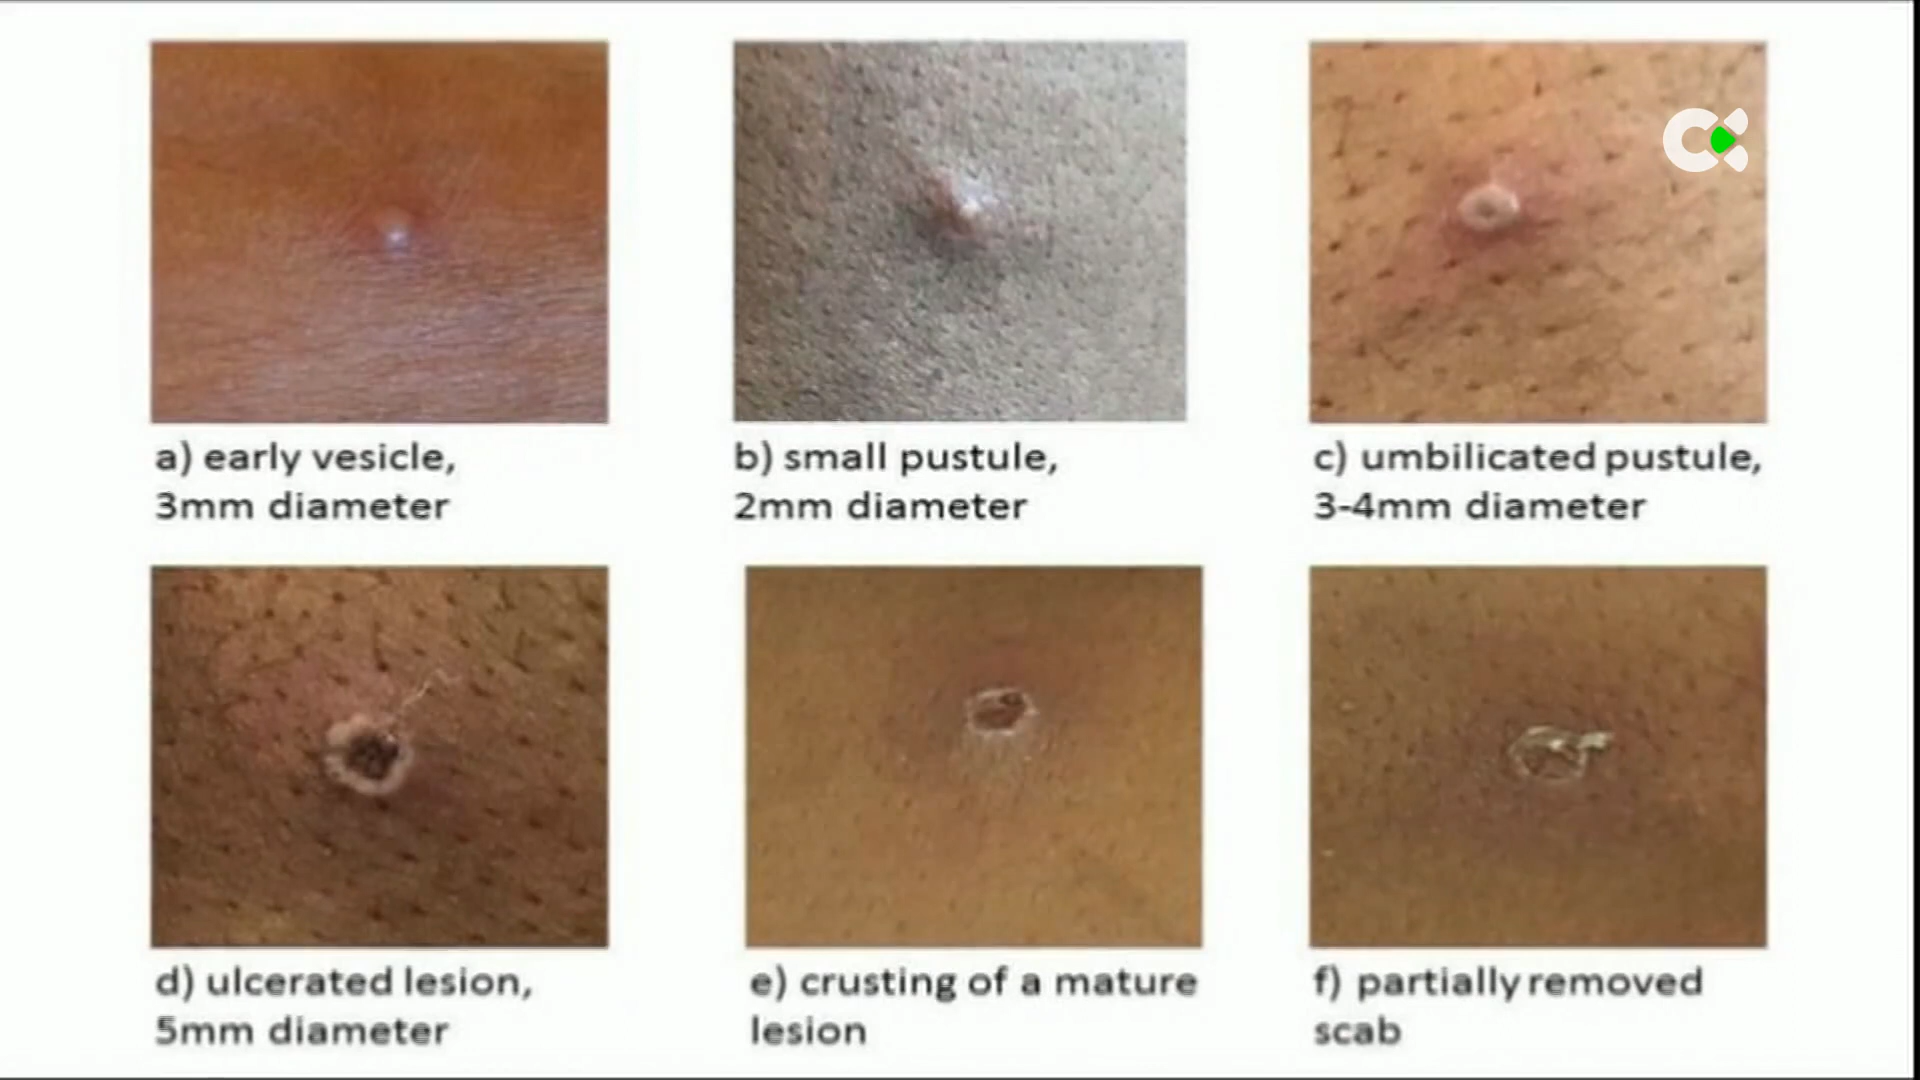 a) early vesicle,
3mm diameter
b) small pustule,
2mm diameter
c) umbilicated pustule,
3-4mm diameter
d) ulcerated lesion,
5mm diameter
e) crusting of a mature
lesion
f) partially removed
scab